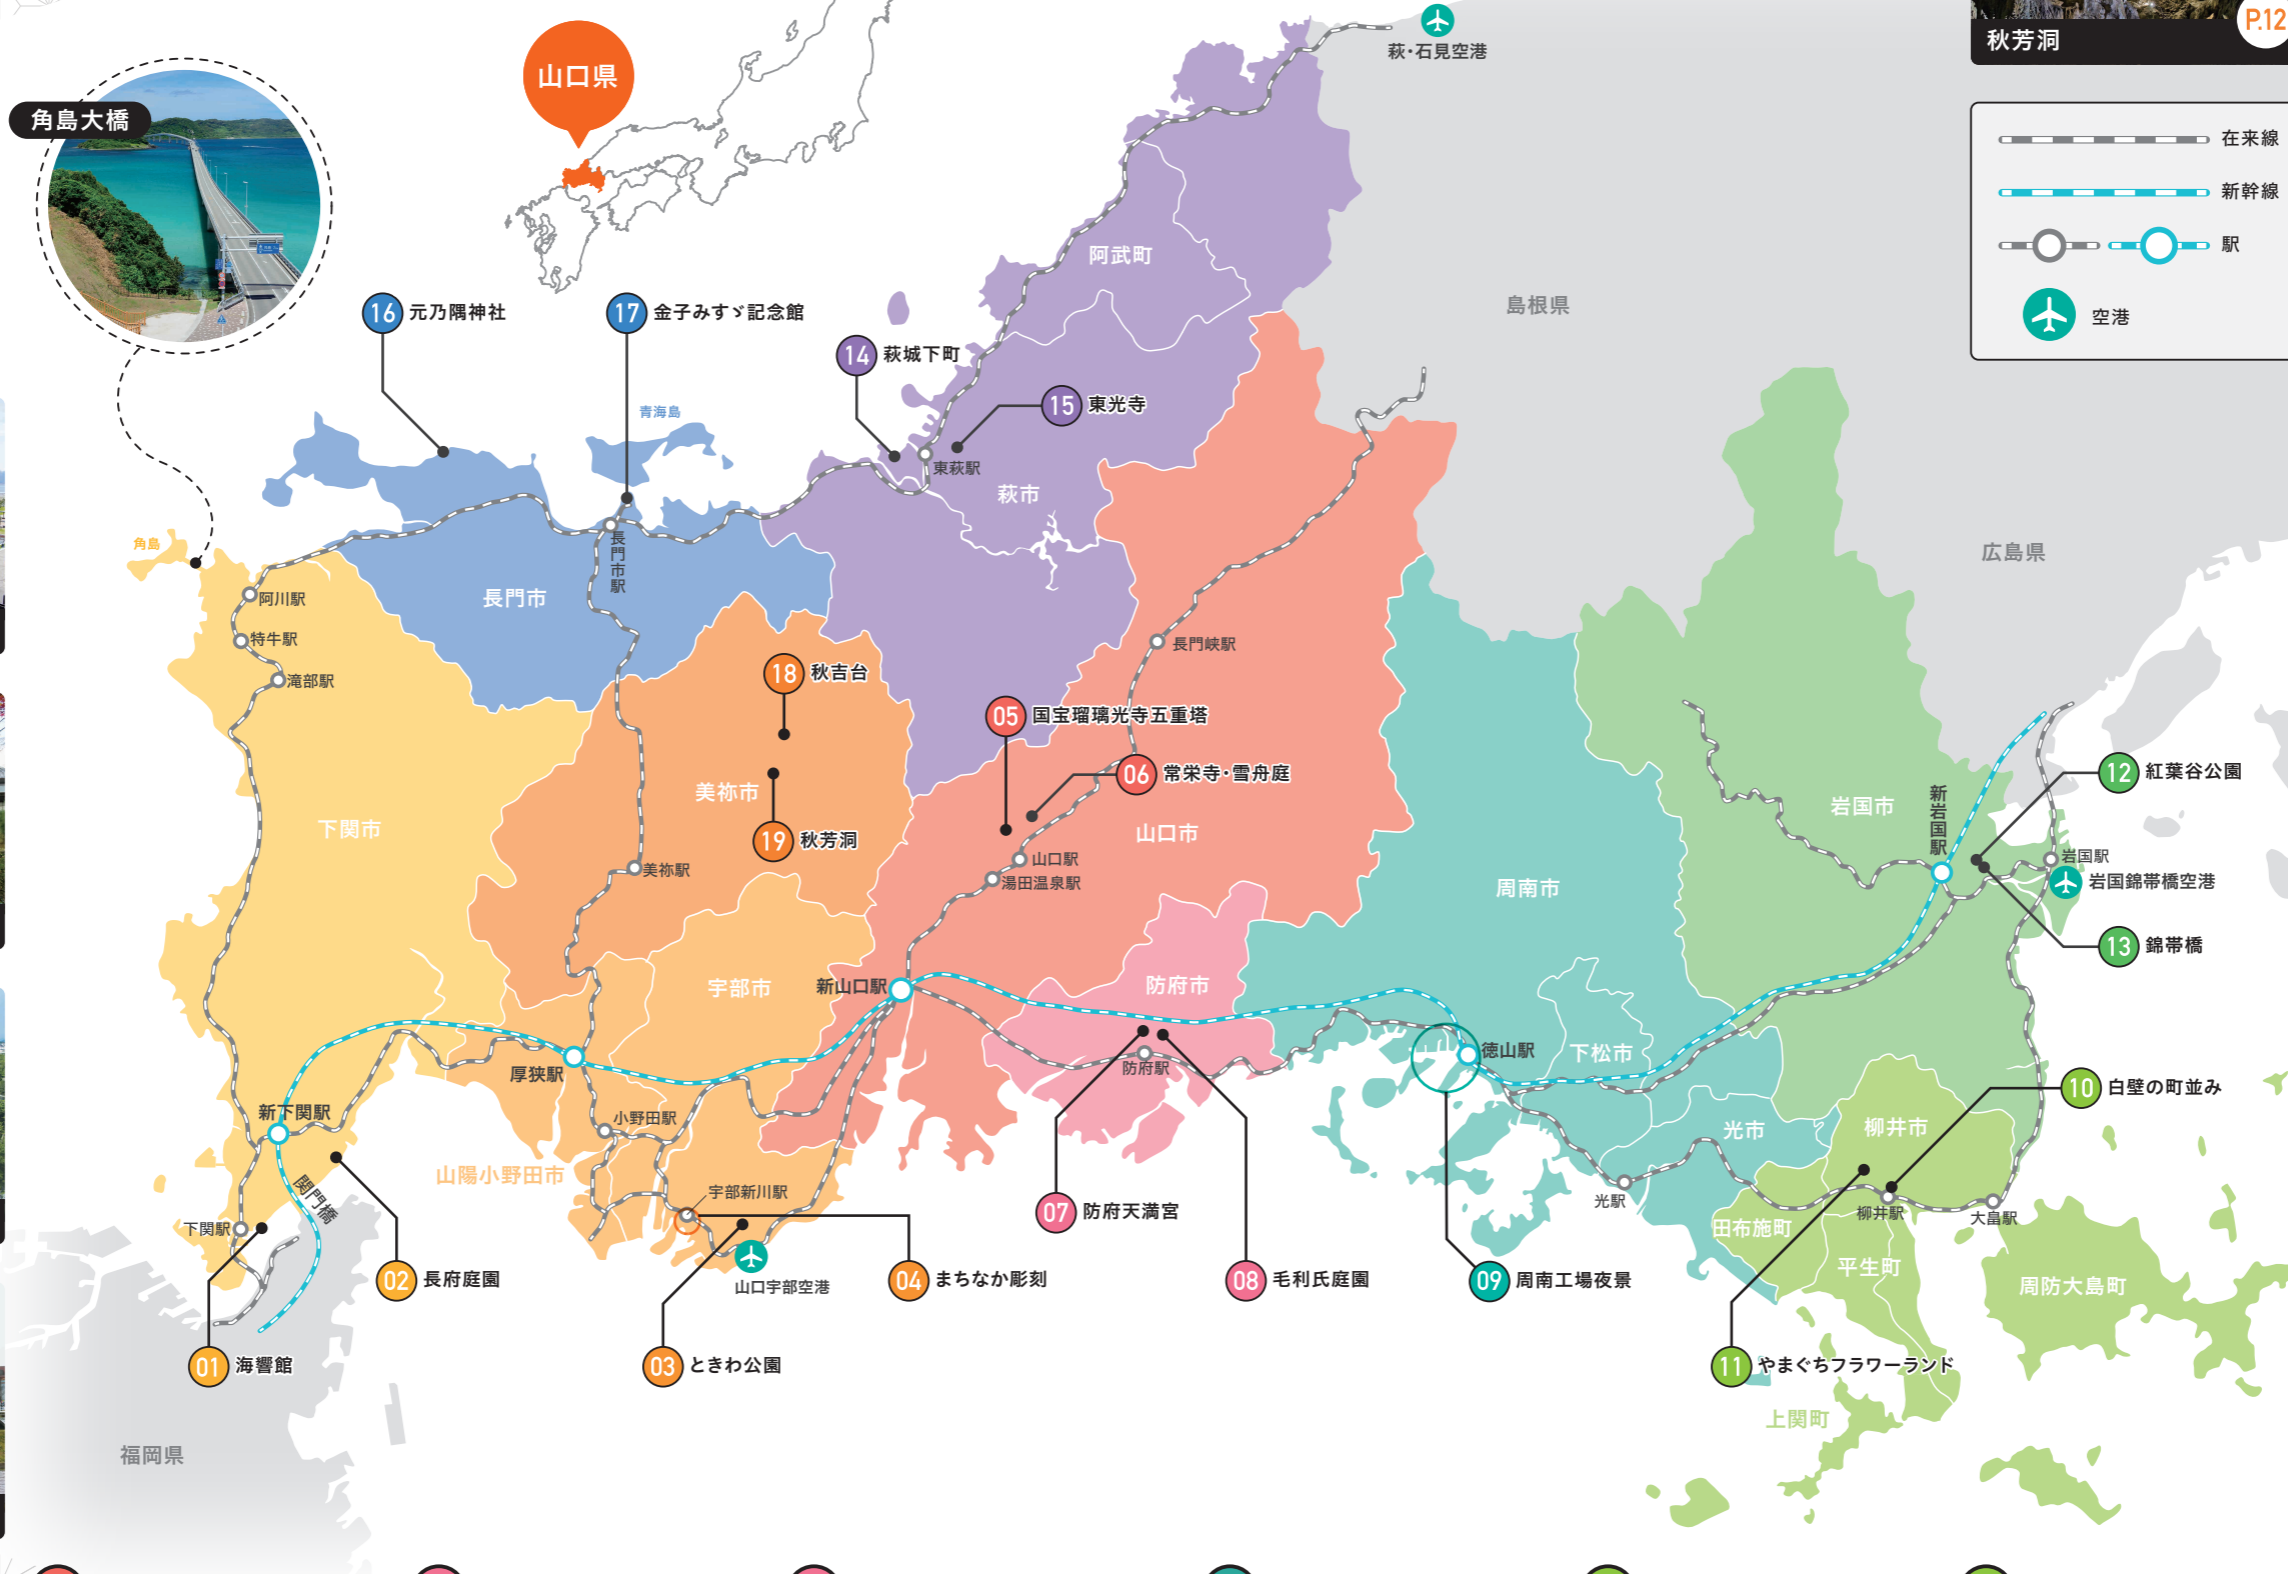 秋芳洞
P.12
角島大橋
山口県
萩・石見空港
在来線
新幹線
駅
空港
島根県
広島県
福岡県
16 元乃隅神社
17 金子みすゞ記念館
14 萩城下町
15 東光寺
青海島
角島
阿武町
萩市
東萩駅
長門市駅
長門市
阿川駅
特牛駅
滝部駅
長門峡駅
18 秋吉台
05 国宝瑠璃光寺五重塔
06 常栄寺・雪舟庭
美祢市
19 秋芳洞
下関市
美祢駅
山口市
山口駅
湯田温泉駅
周南市
岩国市
新岩国駅
12 紅葉谷公園
岩国駅
岩国錦帯橋空港
13 錦帯橋
宇部市
新山口駅
防府市
防府駅
徳山駅
下松市
厚狭駅
新下関駅
小野田駅
山陽小野田市
関門橋
下関駅
宇部新川駅
山口宇部空港
光市
光駅
柳井市
10 白壁の町並み
田布施町
柳井駅
大畠駅
平生町
周防大島町
上関町
07 防府天満宮
02 長府庭園
04 まちなか彫刻
08 毛利氏庭園
09 周南工場夜景
01 海響館
03 ときわ公園
11 やまぐちフラワーランド